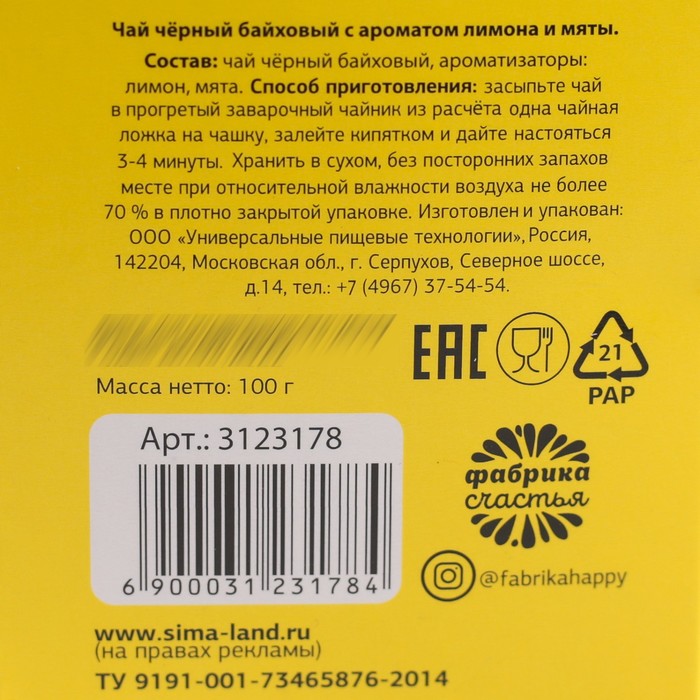 Чай чёрный байховый с ароматом лимона и мяты.
Состав: чай чёрный байховый, ароматизаторы:
лимон, мята. Способ приготовления: засыпьте чай
в прогретый заварочный чайник из расчёта одна чайная
ложка на чашку, залейте кипятком и дайте настояться
3-4 минуты. Хранить в сухом, без посторонних запахов
месте при относительной влажности воздуха не более
70 % в плотно закрытой упаковке. Изготовлен и упакован:
ООО «Универсальные пищевые технологии», Россия,
142204, Московская обл., г. Серпухов, Северное шоссе,
д.14, тел.: +7 (4967) 37-54-54.
EAC
21
PAP
Масса нетто: 100 г
Арт.: 3123178
6 900031 231784
фабрика
счастья
@fabrikahappy
www.sima-land.ru
(на правах рекламы)
ТУ 9191-001-73465876-2014